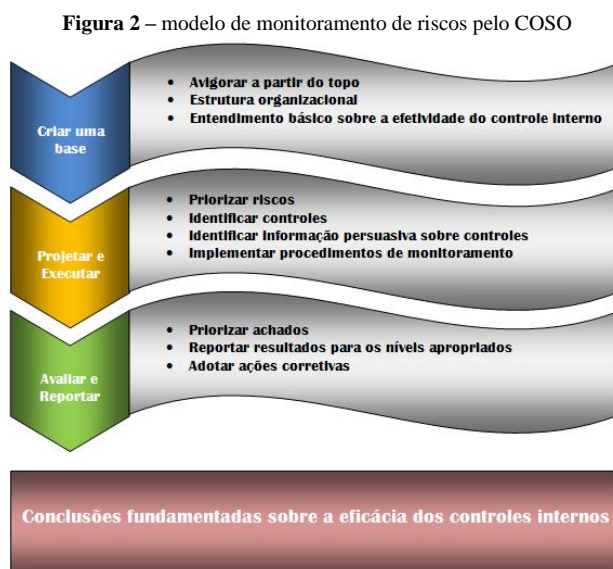 Figura 2 – modelo de monitoramento de riscos pelo COSO
Criar uma
base
• Avigorar a partir do topo
• Estrutura organizacional
• Entendimento básico sobre a efetividade do controle interno
Projetar e
Executar
• Priorizar riscos
• Identificar controles
• Identificar informação persuasiva sobre controles
• Implementar procedimentos de monitoramento
Avaliar e
Reportar
• Priorizar achados
• Reportar resultados para os níveis apropriados
• Adotar ações corretivas
Conclusões fundamentadas sobre a eficácia dos controles internos